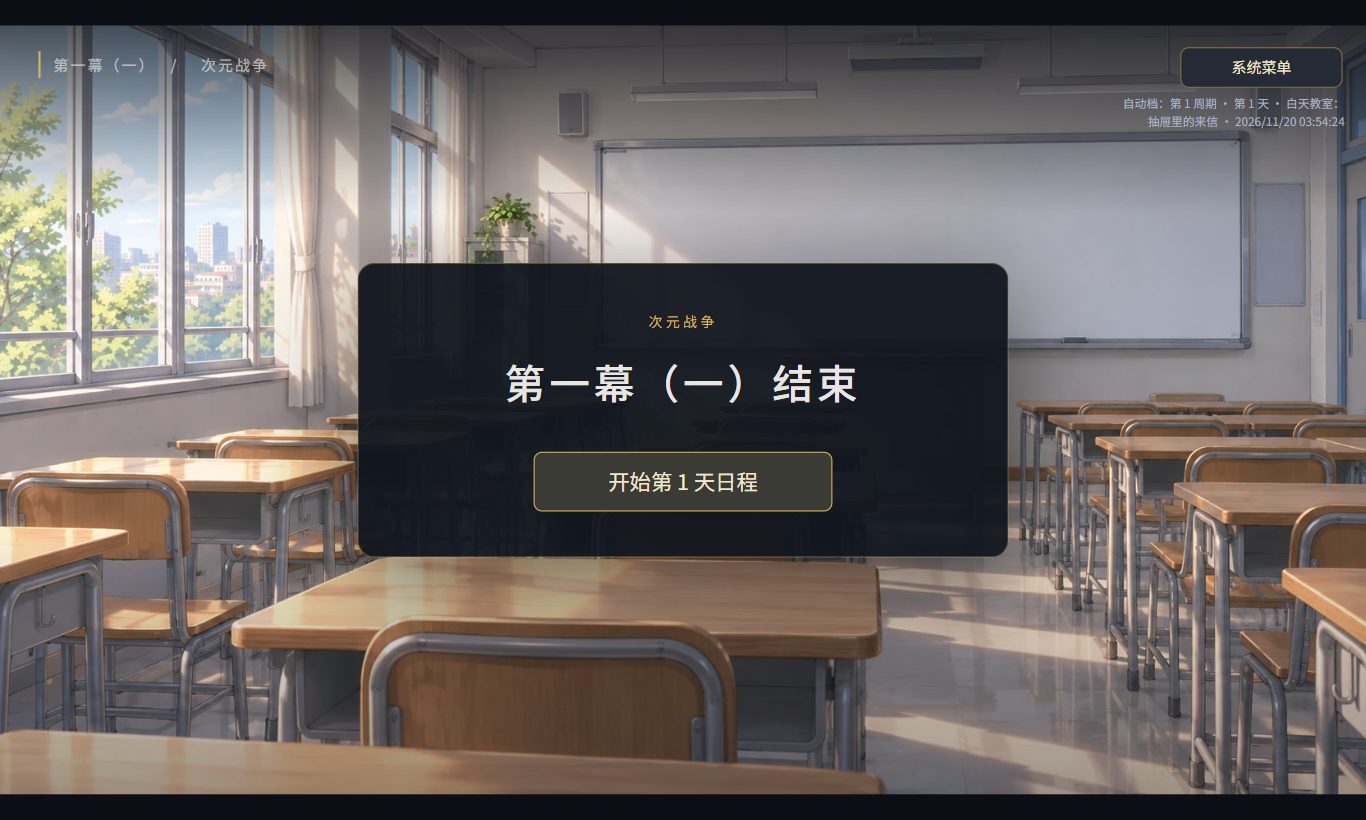 第一幕（一） / 次元战争
系统菜单
自动档：第 1 周期 · 第 1 天 · 白天教室：
抽屉里的来信 · 2026/11/20 03:54:24
次元战争
第一幕（一）结束
开始第 1 天日程